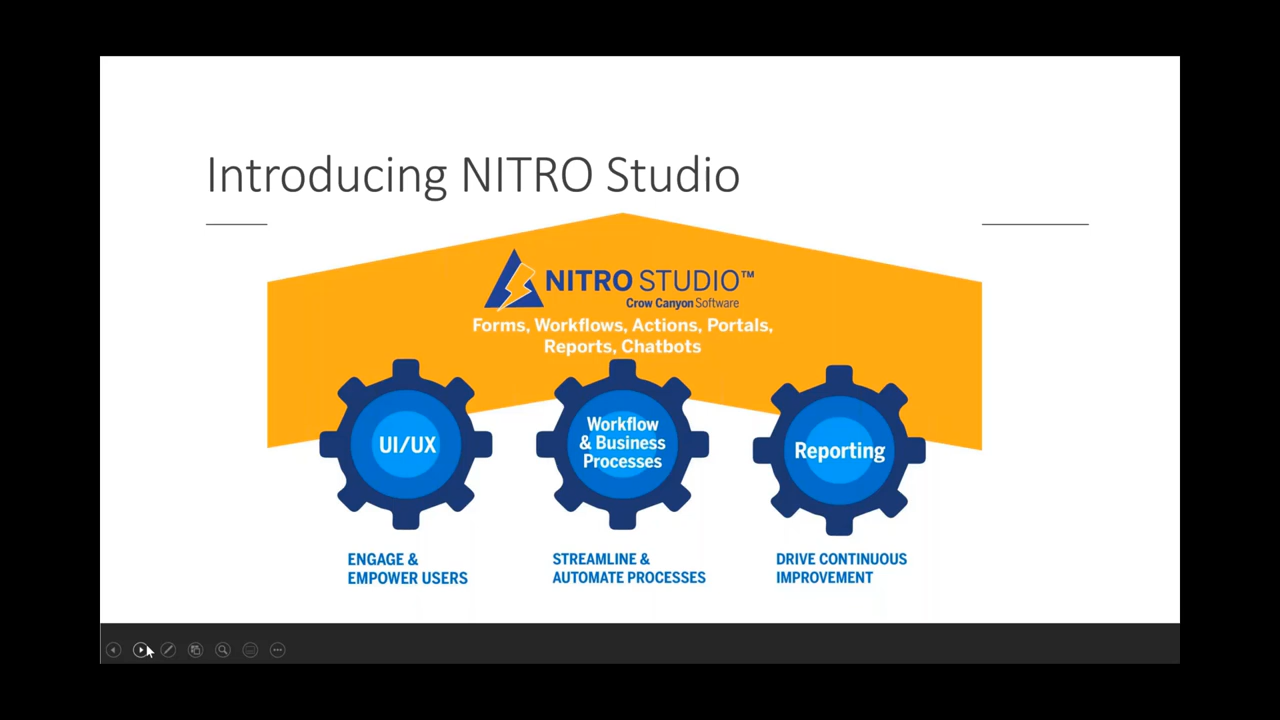 Introducing NITRO Studio
NITRO STUDIO™
Crow Canyon Software
Forms, Workflows, Actions, Portals,
Reports, Chatbots
UI/UX
Workflow
& Business
Processes
Reporting
ENGAGE &
EMPOWER USERS
STREAMLINE &
AUTOMATE PROCESSES
DRIVE CONTINUOUS
IMPROVEMENT